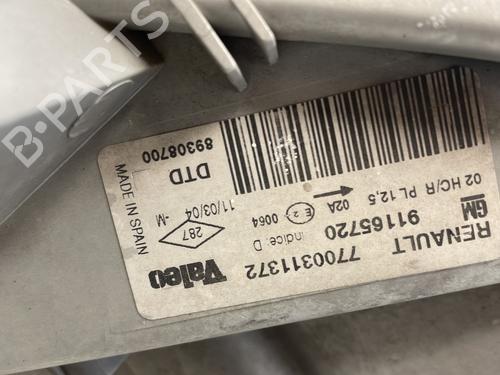 RENAULT 7700311372 Valeo
GM 91165720 Indice: D 287
02 HC/R PL 12,5 02A E2 0064 11/03/04 -M
DTD
89308700
MADE IN SPAIN
B-PARTS